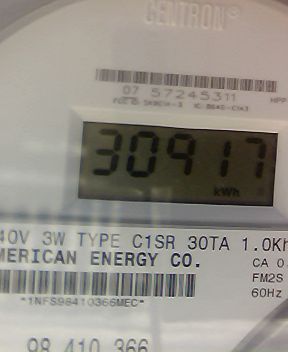 CENTRON®
07 57245311
HPP
30917
kWh
40V 3W TYPE C1SR 30TA 1.0Kh
MERICAN ENERGY CO.
CA 0.
FM2S
60Hz
*1NFS98410366MEC*
98 410 366